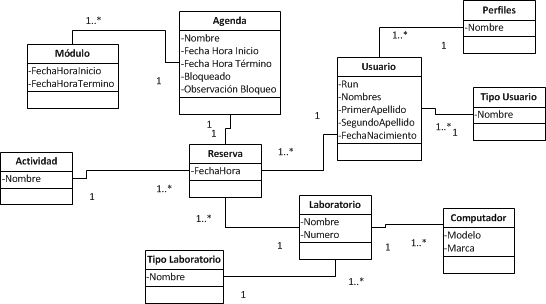 Perfiles
-Nombre
1..*
1
Agenda
-Nombre
-Fecha Hora Inicio
-Fecha Hora Término
-Bloqueado
-Observación Bloqueo
1..*
1
Módulo
-FechaHoraInicio
-FechaHoraTermino
Usuario
-Run
-Nombres
-PrimerApellido
-SegundoApellido
-FechaNacimiento
Tipo Usuario
-Nombre
1..*
1
1
1
1
1..*
Reserva
-FechaHora
Actividad
-Nombre
1
1..*
1..*
1
Laboratorio
-Nombre
-Numero
1
1..*
Computador
-Modelo
-Marca
Tipo Laboratorio
-Nombre
1
1..*